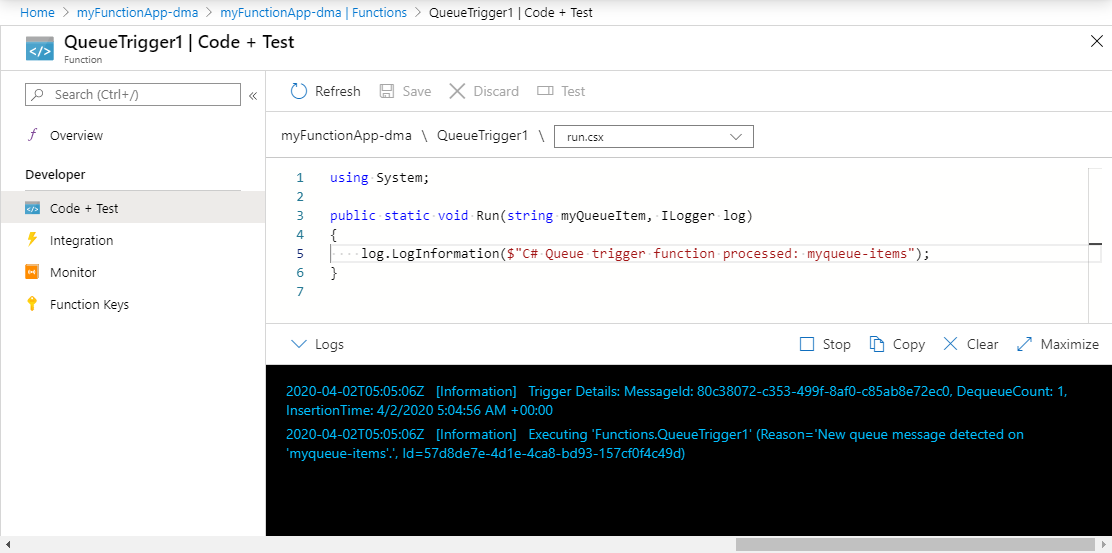 Home > myFunctionApp-dma > myFunctionApp-dma | Functions > QueueTrigger1 | Code + Test
QueueTrigger1 | Code + Test
Function
Search (Ctrl+/)
«
Overview
Developer
Code + Test
Integration
Monitor
Function Keys
Refresh Save Discard Test
myFunctionApp-dma \ QueueTrigger1 \ run.csx
1 using System;
2
3 public static void Run(string myQueueItem, ILogger log)
4 {
5 log.LogInformation($"C# Queue trigger function processed: myqueue-items");
6 }
7
Logs Stop Copy Clear Maximize
2020-04-02T05:05:06Z [Information] Trigger Details: MessageId: 80c38072-c353-499f-8af0-c85ab8e72ec0, DequeueCount: 1,
InsertionTime: 4/2/2020 5:04:56 AM +00:00
2020-04-02T05:05:06Z [Information] Executing 'Functions.QueueTrigger1' (Reason='New queue message detected on
'myqueue-items'.', Id=57d8de7e-4d1e-4ca8-bd93-157cf0f4c49d)